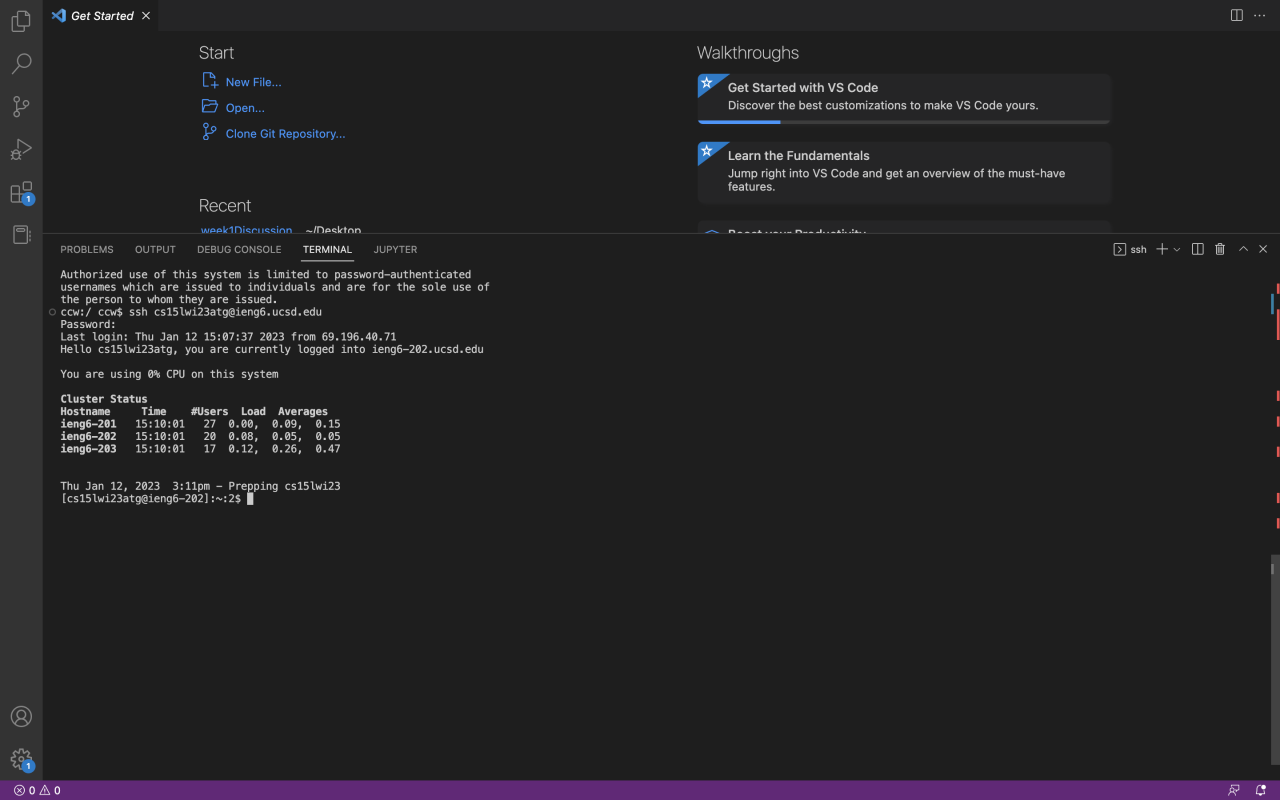 Get Started
Start
New File...
Open...
Clone Git Repository...
Recent
week1Discussion ~/Desktop
Walkthroughs
Get Started with VS Code
Discover the best customizations to make VS Code yours.
Learn the Fundamentals
Jump right into VS Code and get an overview of the must-have
features.
Boost your Productivity
1
PROBLEMS OUTPUT DEBUG CONSOLE TERMINAL JUPYTER
ssh
Authorized use of this system is limited to password-authenticated
usernames which are issued to individuals and are for the sole use of
the person to whom they are issued.
ccw:/ ccw$ ssh cs15lwi23atg@ieng6.ucsd.edu
Password:
Last login: Thu Jan 12 15:07:37 2023 from 69.196.40.71
Hello cs15lwi23atg, you are currently logged into ieng6-202.ucsd.edu
You are using 0% CPU on this system
Cluster Status
Hostname Time #Users Load Averages
ieng6-201 15:10:01 27 0.00, 0.09, 0.15
ieng6-202 15:10:01 20 0.08, 0.05, 0.05
ieng6-203 15:10:01 17 0.12, 0.26, 0.47
Thu Jan 12, 2023 3:11pm - Prepping cs15lwi23
[cs15lwi23atg@ieng6-202]:~:2$
1
0 0